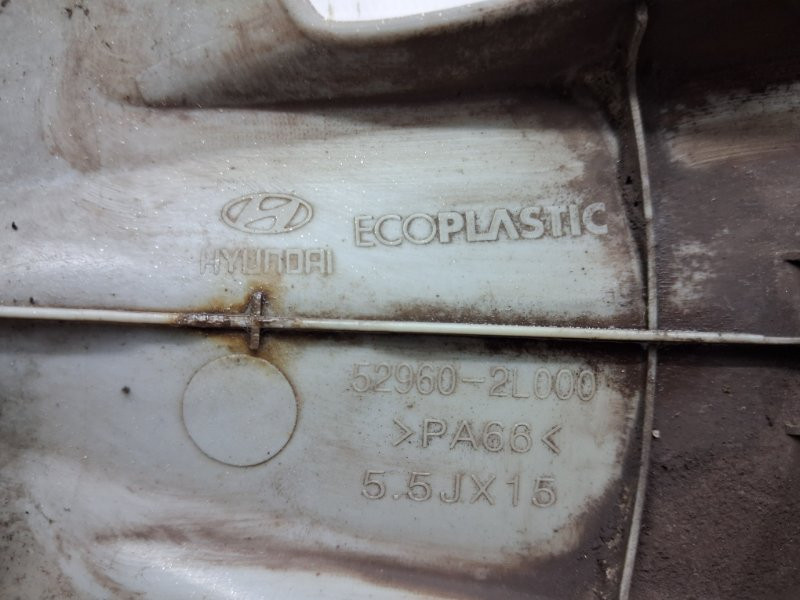 HYUNDAI
ECOPLASTIC
52960-2L000
>PA66<
5.5JX15